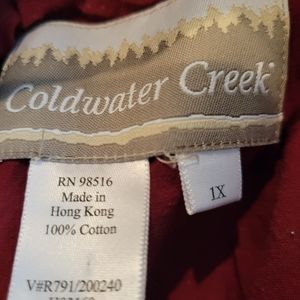 Coldwater Creek
1X
RN 98516
Made in
Hong Kong
100% Cotton
V#R791/200240